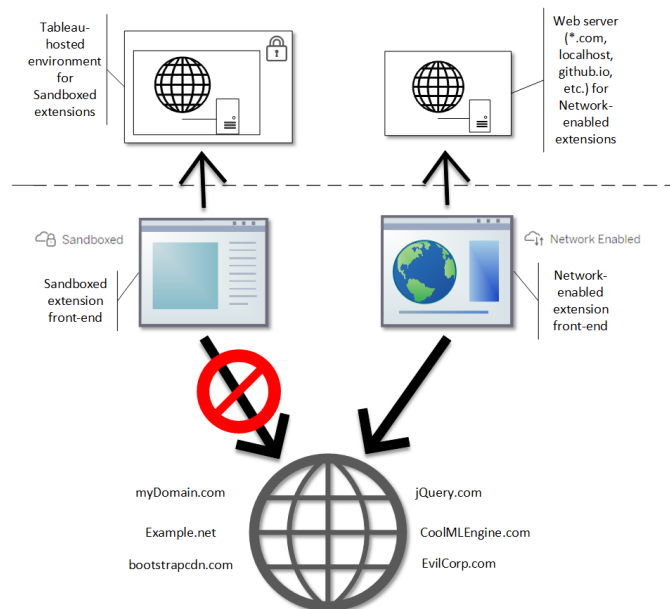 Tableau-
hosted
environment
for
Sandboxed
extensions
Web server
(*.com,
localhost,
github.io,
etc.) for
Network-
enabled
extensions
Sandboxed
Network Enabled
Sandboxed
extension
front-end
Network-
enabled
extension
front-end
myDomain.com
jQuery.com
Example.net
CoolMLEngine.com
bootstrapcdn.com
EvilCorp.com